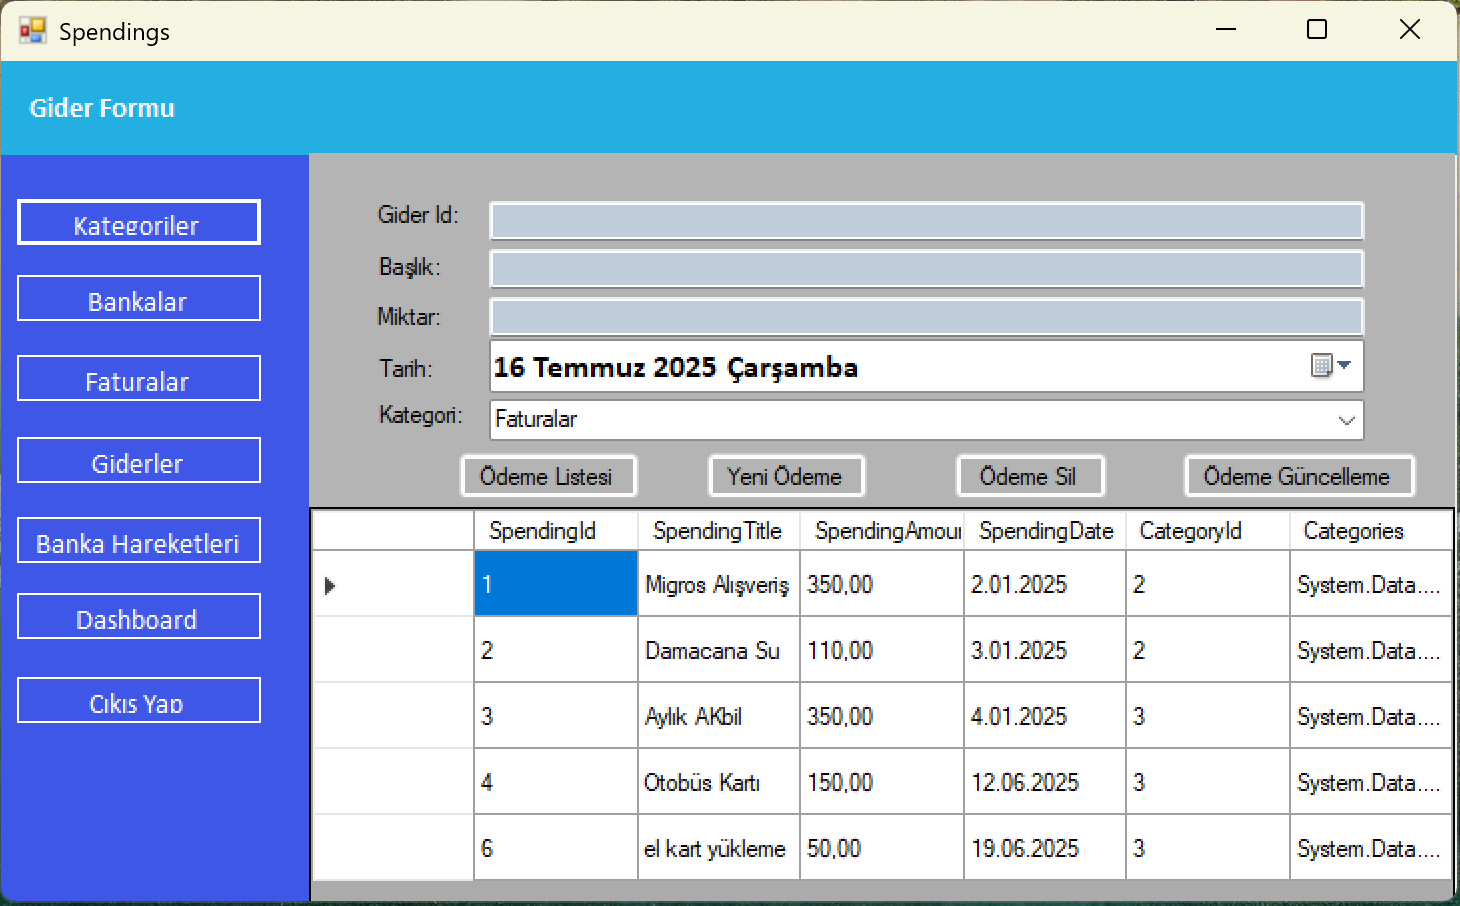 Spendings
Gider Formu
Kategoriler
Bankalar
Faturalar
Giderler
Banka Hareketleri
Dashboard
Çıkış Yap
Gider Id:
Başlık:
Miktar:
Tarih: 16 Temmuz 2025 Çarşamba
Kategori: Faturalar
Ödeme Listesi Yeni Ödeme Ödeme Sil Ödeme Güncelleme
SpendingId SpendingTitle SpendingAmour SpendingDate CategoryId Categories
1 Migros Alışveriş 350,00 2.01.2025 2 System.Data....
2 Damacana Su 110,00 3.01.2025 2 System.Data....
3 Aylık AKbil 350,00 4.01.2025 3 System.Data....
4 Otobüs Kartı 150,00 12.06.2025 3 System.Data....
6 el kart yükleme 50,00 19.06.2025 3 System.Data....